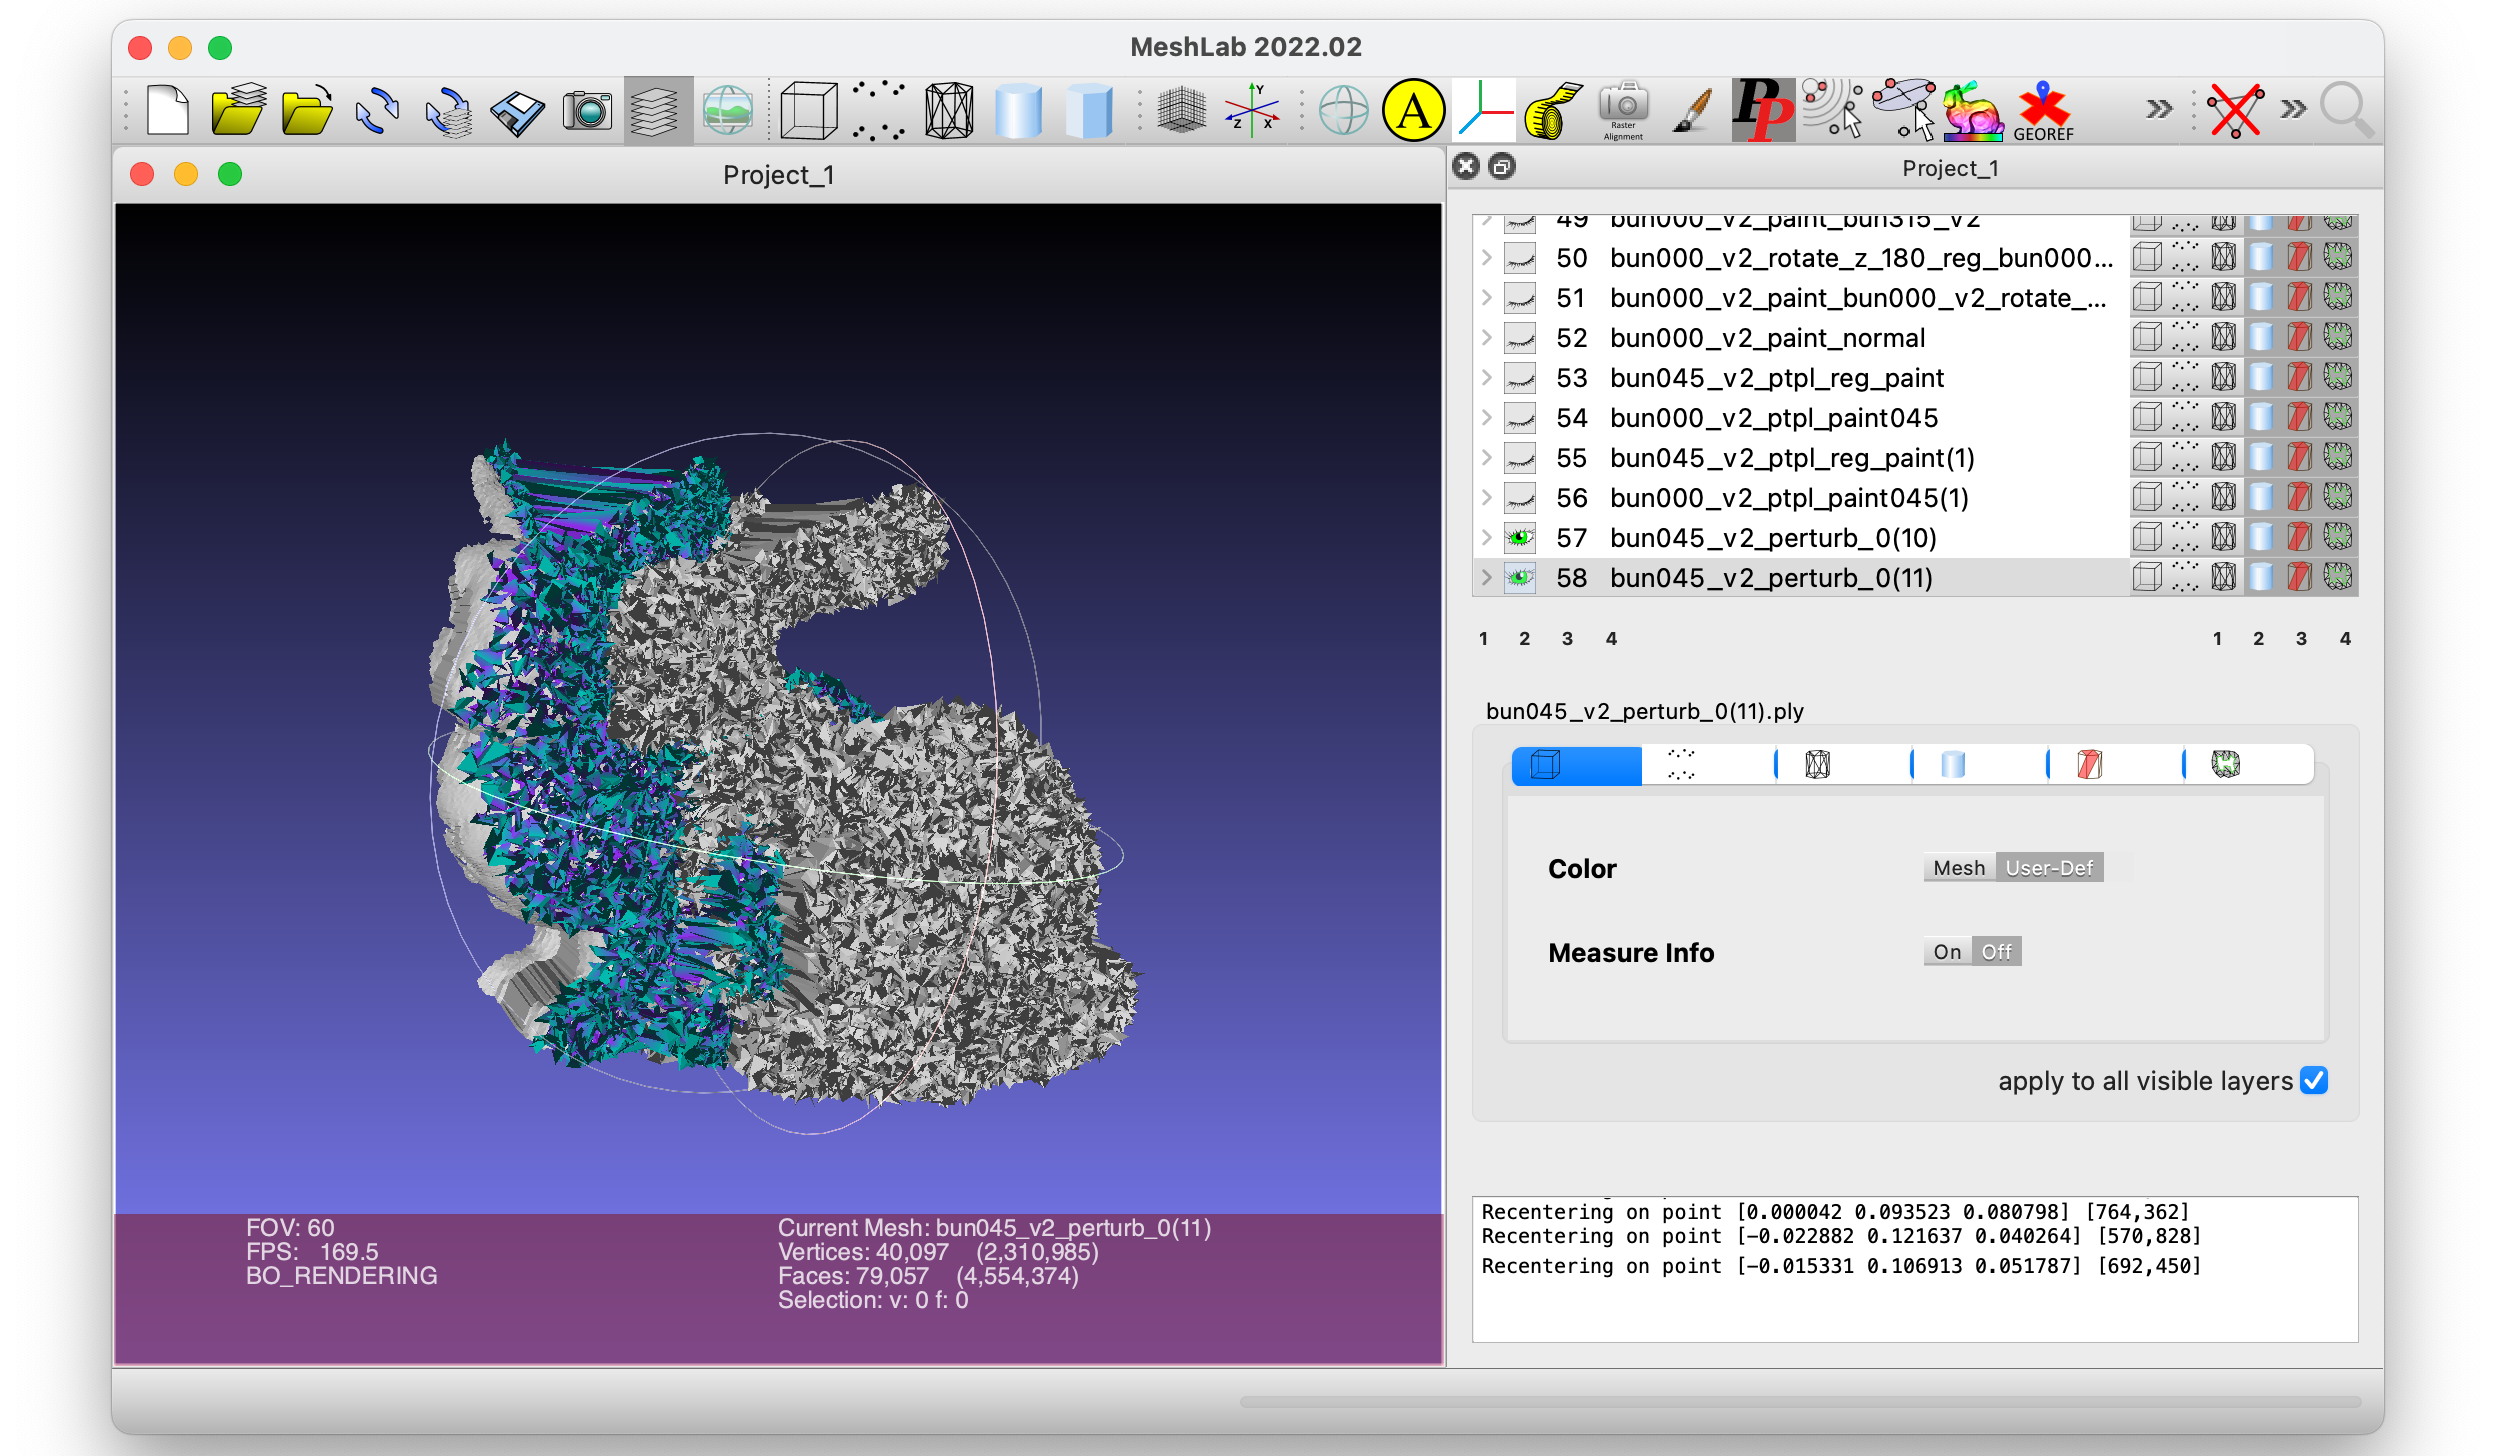 MeshLab 2022.02
A
Y
Z
X
Raster
Alignment
PP
GEOREF
Project_1
Project_1
49 bun000_v2_paint_bun315_v2
50 bun000_v2_rotate_z_180_reg_bun000...
51 bun000_v2_paint_bun000_v2_rotate_...
52 bun000_v2_paint_normal
53 bun045_v2_ptpl_reg_paint
54 bun000_v2_ptpl_paint045
55 bun045_v2_ptpl_reg_paint(1)
56 bun000_v2_ptpl_paint045(1)
57 bun045_v2_perturb_0(10)
58 bun045_v2_perturb_0(11)
1 2 3 4 1 2 3 4
bun045_v2_perturb_0(11).ply
Color Mesh User-Def
Measure Info On Off
apply to all visible layers
Recentering on point [0.000042 0.093523 0.080798] [764,362]
Recentering on point [-0.022882 0.121637 0.040264] [570,828]
Recentering on point [-0.015331 0.106913 0.051787] [692,450]
FOV: 60
FPS: 169.5
BO_RENDERING
Current Mesh: bun045_v2_perturb_0(11)
Vertices: 40,097 (2,310,985)
Faces: 79,057 (4,554,374)
Selection: v: 0 f: 0